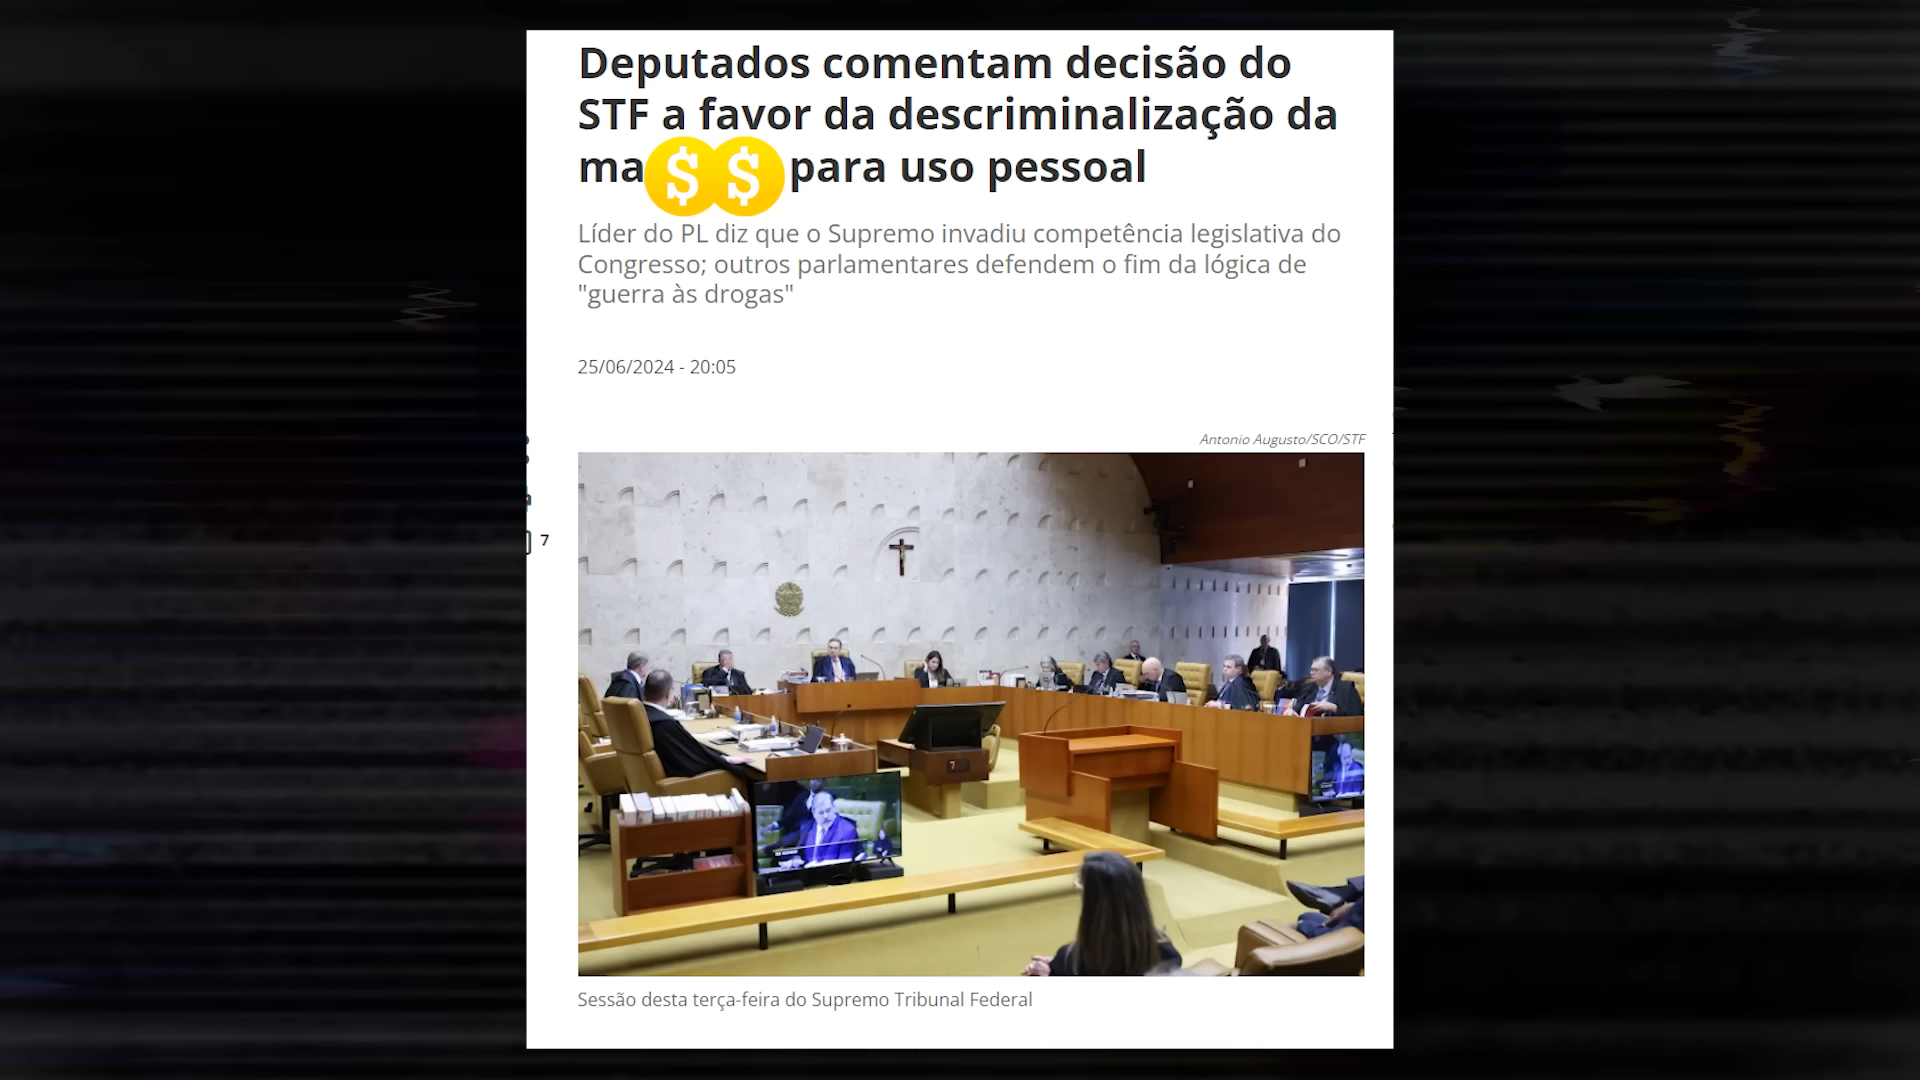 Deputados comentam decisão do
STF a favor da descriminalização da
ma$ $ para uso pessoal
Líder do PL diz que o Supremo invadiu competência legislativa do
Congresso; outros parlamentares defendem o fim da lógica de
"guerra às drogas"
25/06/2024 - 20:05
Antonio Augusto/SCO/STF
7
Sessão desta terça-feira do Supremo Tribunal Federal